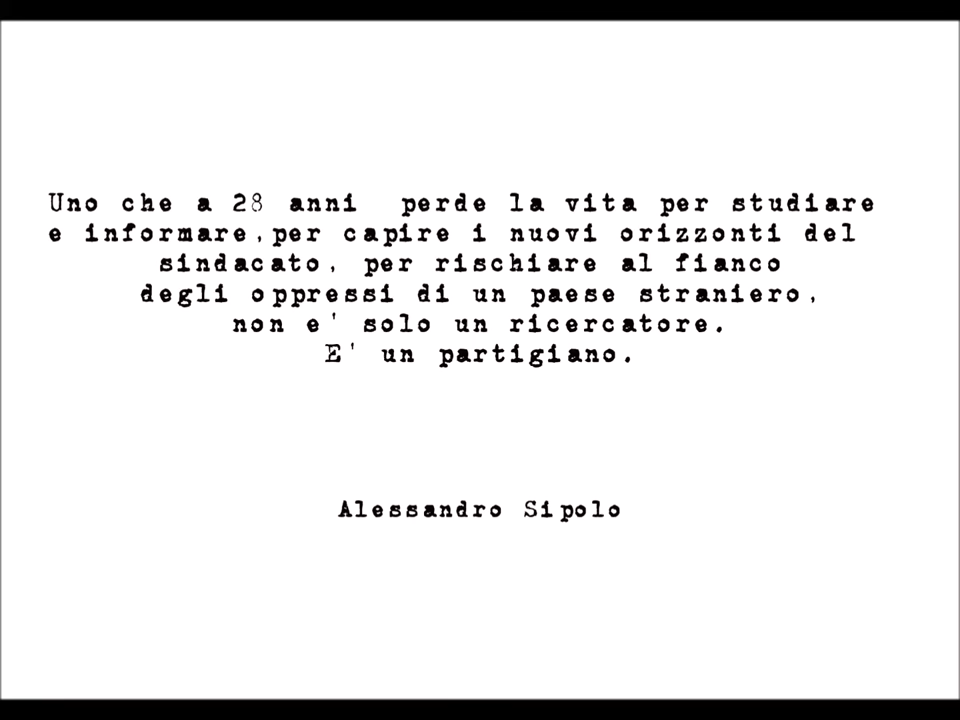 Uno che a 28 anni perde la vita per studiare
e informare,per capire i nuovi orizzonti del
sindacato, per rischiare al fianco
degli oppressi di un paese straniero,
non e' solo un ricercatore.
E' un partigiano.
Alessandro Sipolo